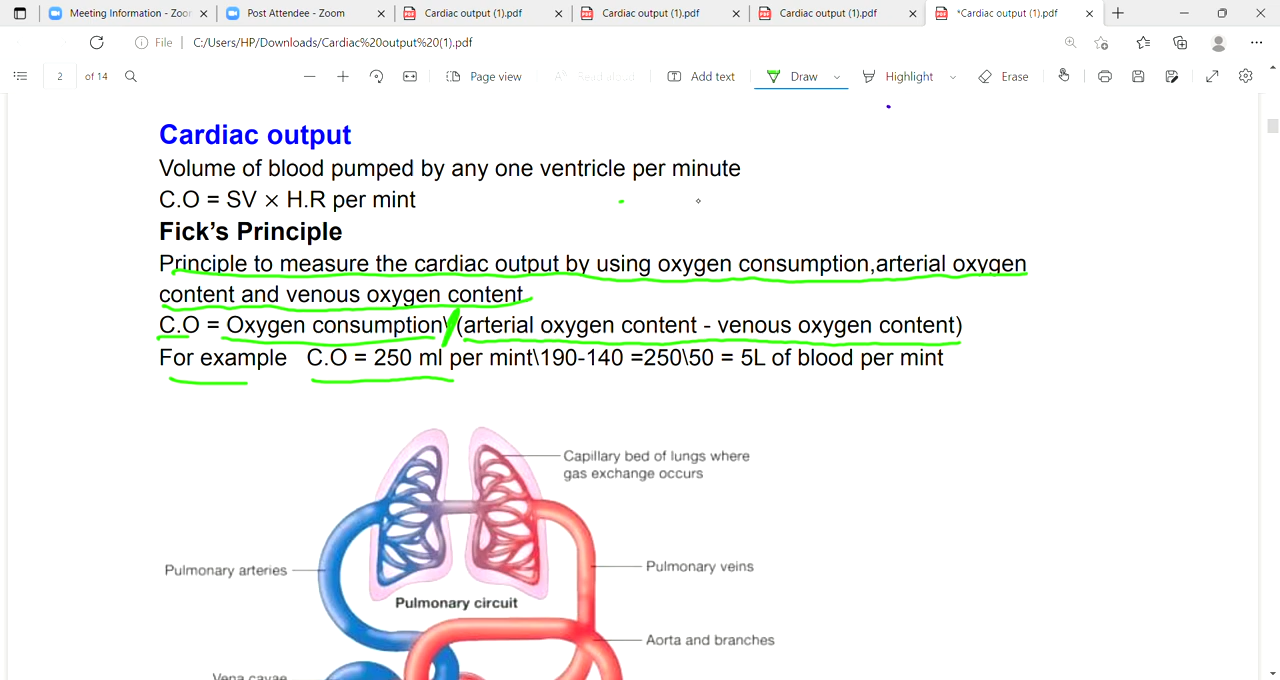 Meeting Information - Zoor
Post Attendee - Zoom
Cardiac output (1).pdf
Cardiac output (1).pdf
Cardiac output (1).pdf
*Cardiac output (1).pdf
File
C:/Users/HP/Downloads/Cardiac%20output%20(1).pdf
2 of 14
Page view
Read aloud
Add text
Draw
Highlight
Erase
Cardiac output
Volume of blood pumped by any one ventricle per minute
C.O = SV × H.R per mint
Fick’s Principle
Principle to measure the cardiac output by using oxygen consumption,arterial oxygen
content and venous oxygen content
C.O = Oxygen consumption\ (arterial oxygen content - venous oxygen content)
For example C.O = 250 ml per mint\190-140 =250\50 = 5L of blood per mint
Capillary bed of lungs where
gas exchange occurs
Pulmonary arteries
Pulmonary veins
Pulmonary circuit
Aorta and branches
Vena cavae